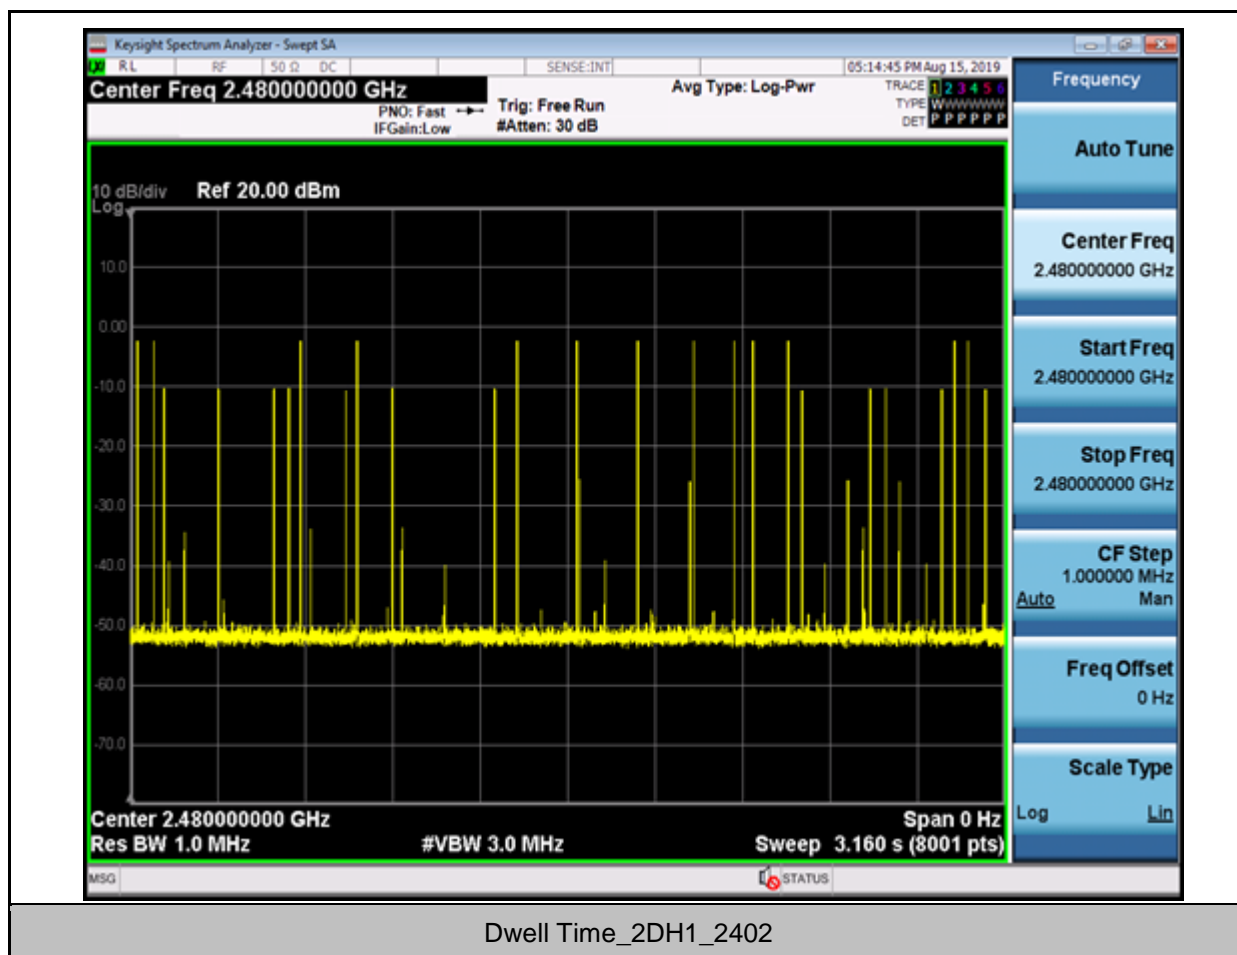 Keysight Spectrum Analyzer - Swept SA
RL RF 50 Ω DC SENSE:INT 05:14:45 PM Aug 15, 2019
Center Freq 2.480000000 GHz
PNO: Fast
IFGain:Low
Trig: Free Run
#Atten: 30 dB
Avg Type: Log-Pwr
TRACE 1 2 3 4 5 6
TYPE WWWWWW
DET P P P P P P
10 dB/div Ref 20.00 dBm
Log
10.0
0.00
-10.0
-20.0
-30.0
-40.0
-50.0
-60.0
-70.0
Center 2.480000000 GHz Span 0 Hz
Res BW 1.0 MHz #VBW 3.0 MHz Sweep 3.160 s (8001 pts)
MSG STATUS
Frequency
Auto Tune
Center Freq
2.480000000 GHz
Start Freq
2.480000000 GHz
Stop Freq
2.480000000 GHz
CF Step
1.000000 MHz
Auto Man
Freq Offset
0 Hz
Scale Type
Log Lin
Dwell Time_2DH1_2402